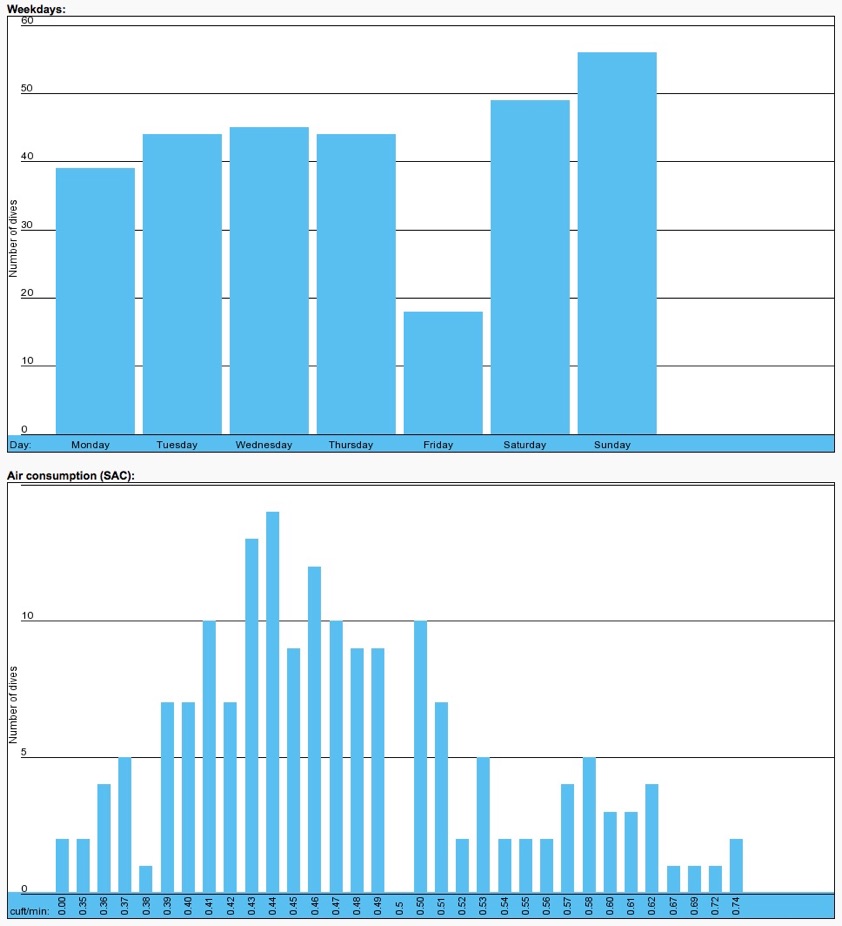 Weekdays:
60
50
40
30
20
10
0
Number of dives
Day: Monday Tuesday Wednesday Thursday Friday Saturday Sunday
Air consumption (SAC):
10
5
0
Number of dives
cuft/min: 0.00 0.35 0.36 0.37 0.38 0.39 0.40 0.41 0.42 0.43 0.44 0.45 0.46 0.47 0.48 0.49 0.5 0.50 0.51 0.52 0.53 0.54 0.55 0.56 0.57 0.58 0.60 0.61 0.62 0.67 0.69 0.72 0.74